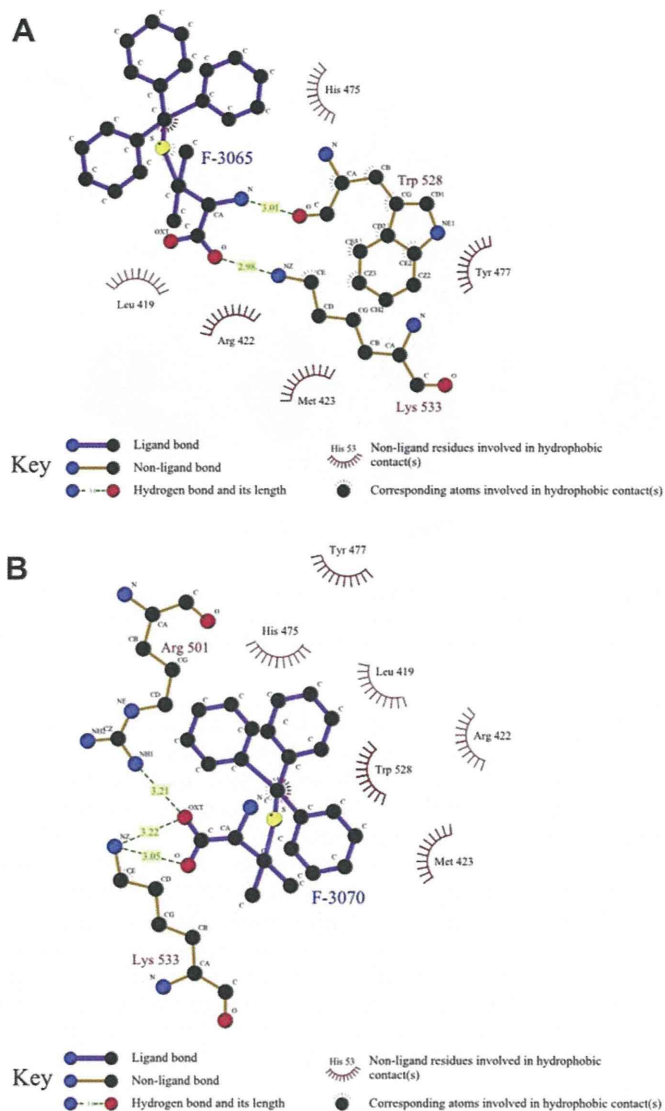 A
His 475
F-3065
Trp 528
3.01
Tyr 477
2.98
Leu 419
Arg 422
Met 423
Lys 533
Key
Ligand bond
Non-ligand bond
Hydrogen bond and its length
His 53
Non-ligand residues involved in hydrophobic
contact(s)
Corresponding atoms involved in hydrophobic contact(s)
B
Tyr 477
Arg 501
His 475
Leu 419
Arg 422
Trp 528
3.21
3.22
3.05
Met 423
F-3070
Lys 533
Key
Ligand bond
Non-ligand bond
Hydrogen bond and its length
His 53
Non-ligand residues involved in hydrophobic
contact(s)
Corresponding atoms involved in hydrophobic contact(s)